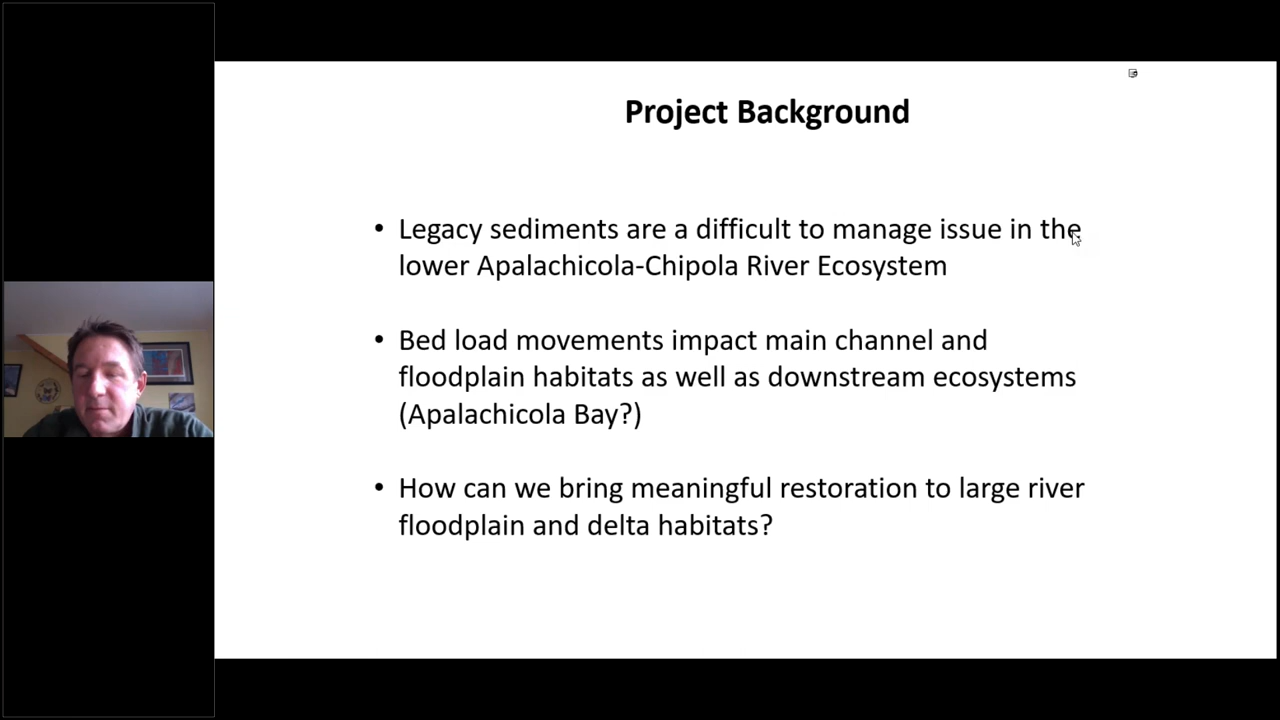 Project Background
• Legacy sediments are a difficult to manage issue in the
lower Apalachicola-Chipola River Ecosystem
• Bed load movements impact main channel and
floodplain habitats as well as downstream ecosystems
(Apalachicola Bay?)
• How can we bring meaningful restoration to large river
floodplain and delta habitats?